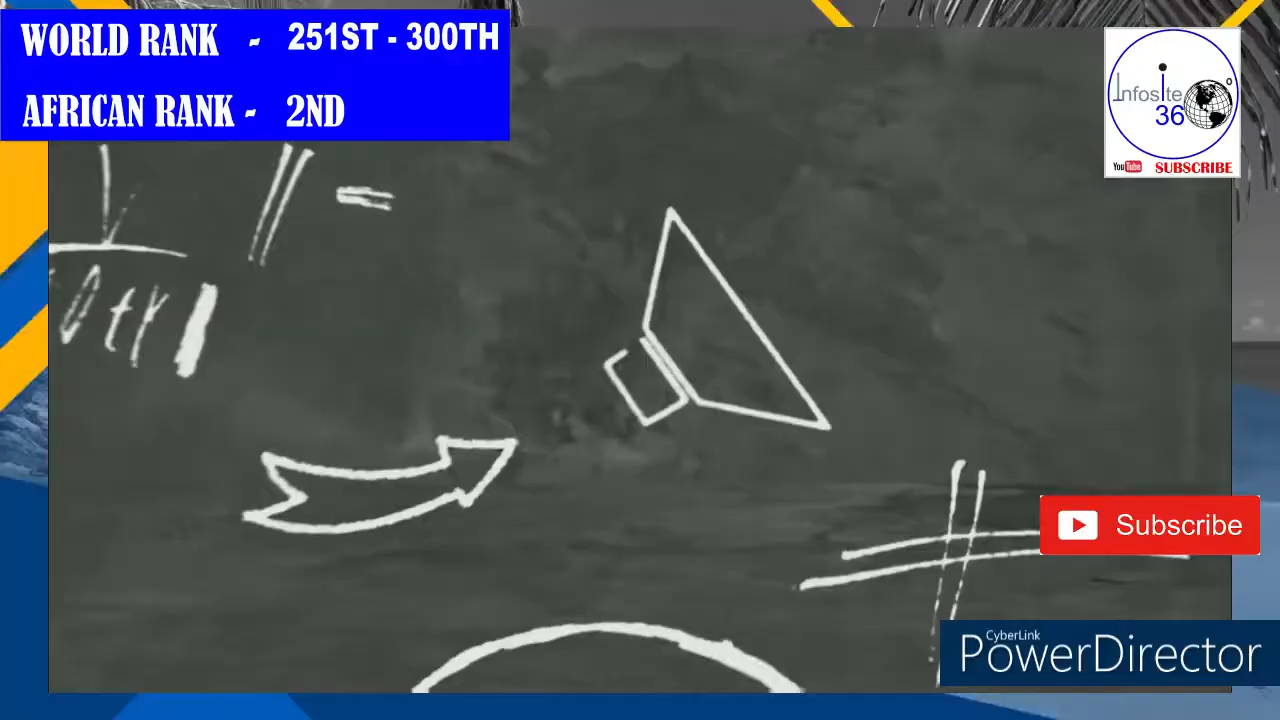 WORLD RANK - 251ST - 300TH
AFRICAN RANK - 2ND
Infosite
36
YouTube SUBSCRIBE
Subscribe
CyberLink
PowerDirector